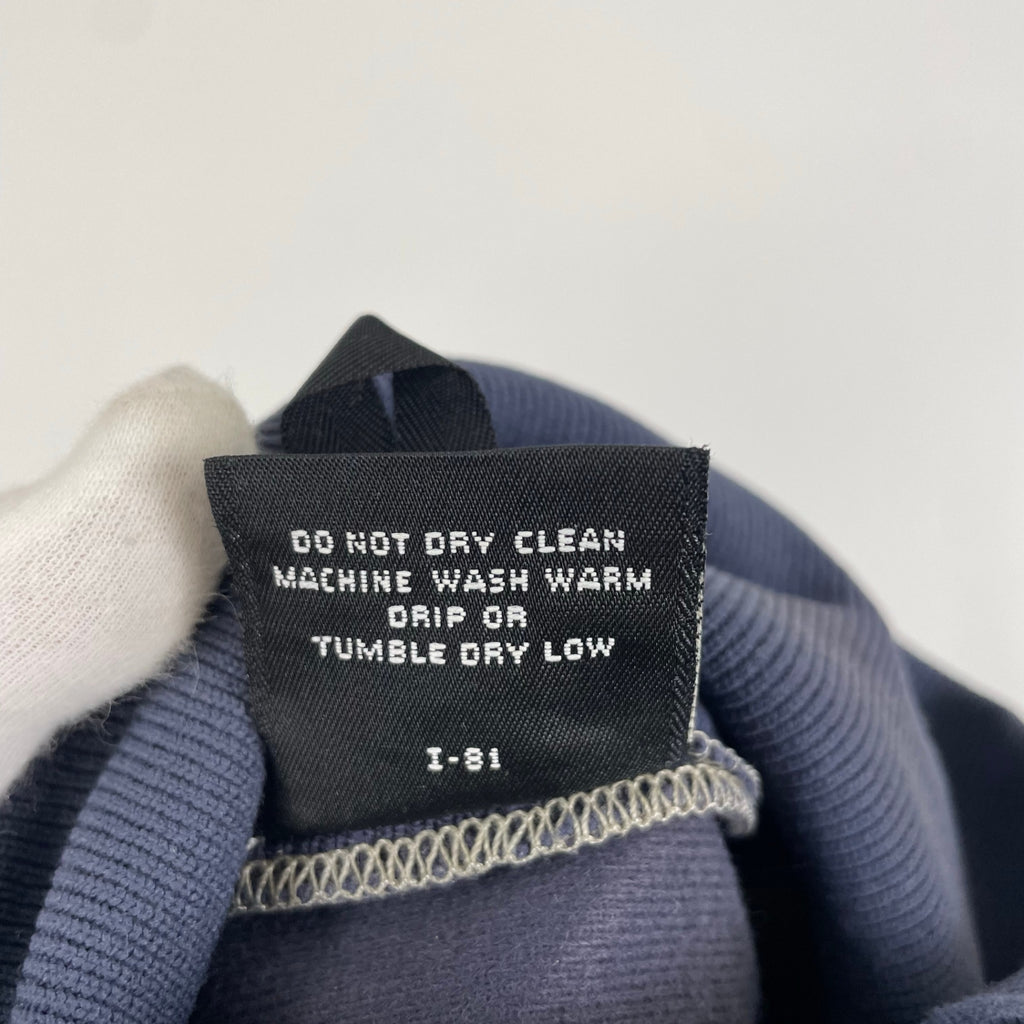 DO NOT DRY CLEAN
MACHINE WASH WARM
DRIP OR
TUMBLE DRY LOW
I-81